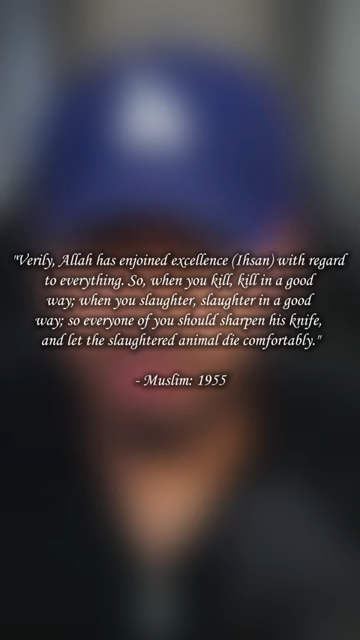 "Verily, Allah has enjoined excellence (Ihsan) with regard
to everything. So, when you kill, kill in a good
way; when you slaughter, slaughter in a good
way; so everyone of you should sharpen his knife,
and let the slaughtered animal die comfortably."
- Muslim: 1955